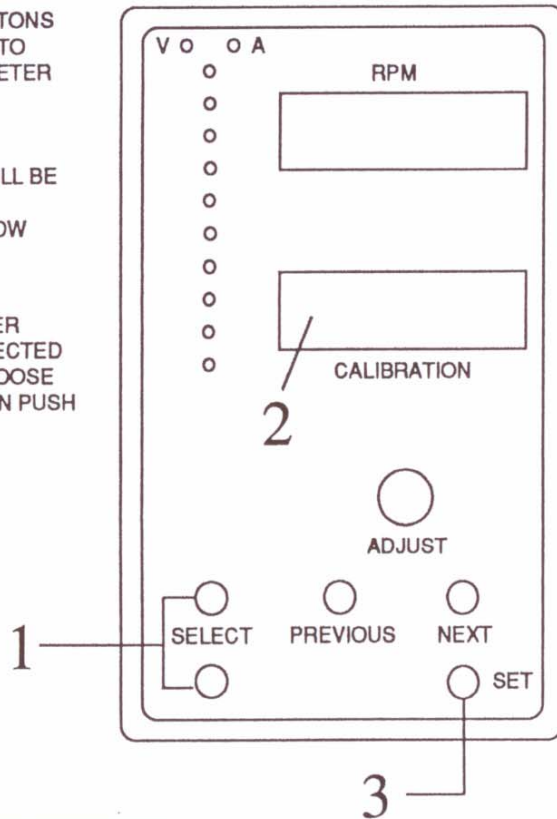 TONS
TO
ETER
LL BE
OW
ER
ECTED
OOSE
N PUSH
V A
RPM
CALIBRATION
2
ADJUST
SELECT PREVIOUS NEXT
1
SET
3